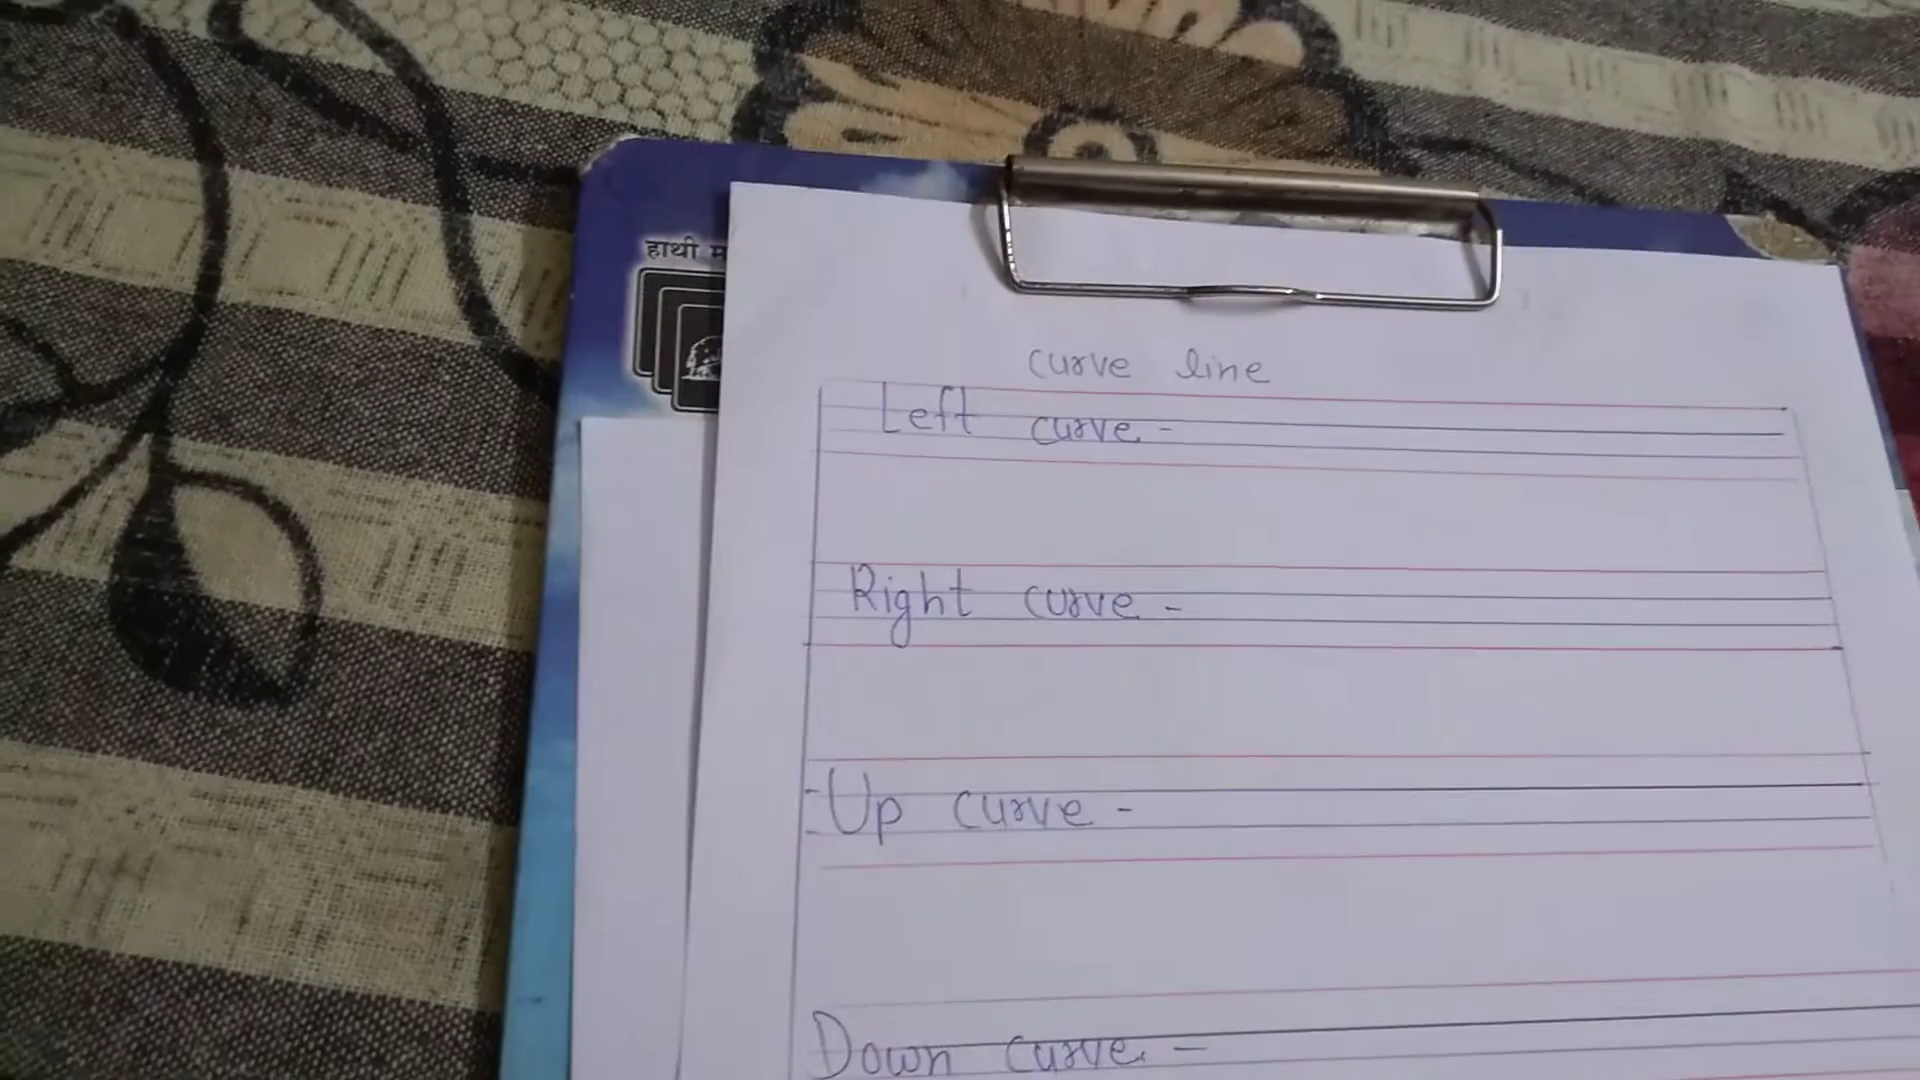 हाथी
curve line
Left curve -
Right curve -
Up curve -
Down curve. -